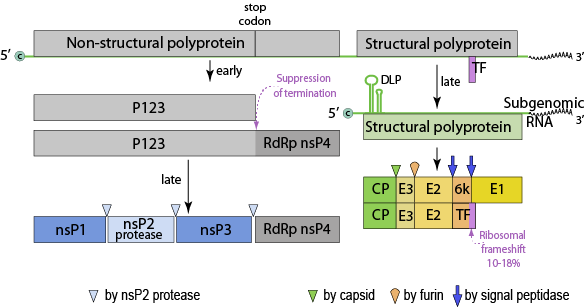 stop
codon
Non-structural polyprotein
Structural polyprotein
5’
C
3’
TF
early
Suppression
of termination
late
DLP
P123
5’
C
Subgenomic
RNA
3’
Structural polyprotein
P123
RdRp nsP4
late
CP
E3
E2
6k
E1
CP
E3
E2
TF
nsP1
nsP2
protease
nsP3
RdRp nsP4
Ribosomal
frameshift
10-18%
by nsP2 protease
by capsid
by furin
by signal peptidase